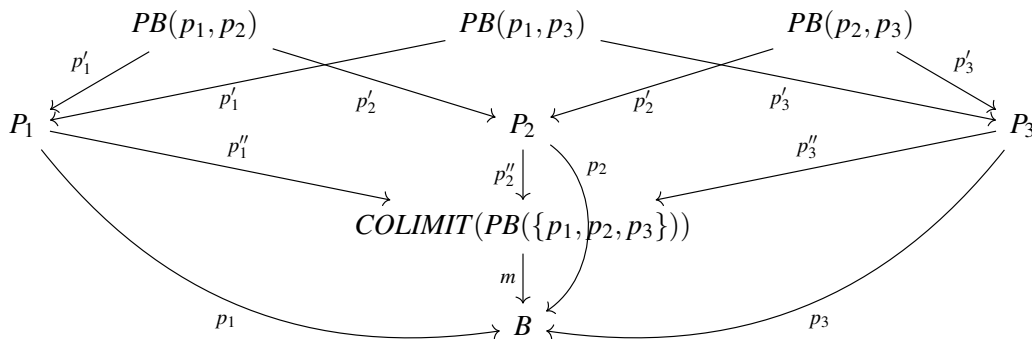 PB(p₁, p₂) PB(p₁, p₃) PB(p₂, p₃)
p′₁ p′₁ p′₂ p′₂ p′₃ p′₃
P₁ P₂ P₃
p″₁ p″₂ p₂ p″₃
COLIMIT(PB({p₁, p₂, p₃}))
m
p₁ B p₃